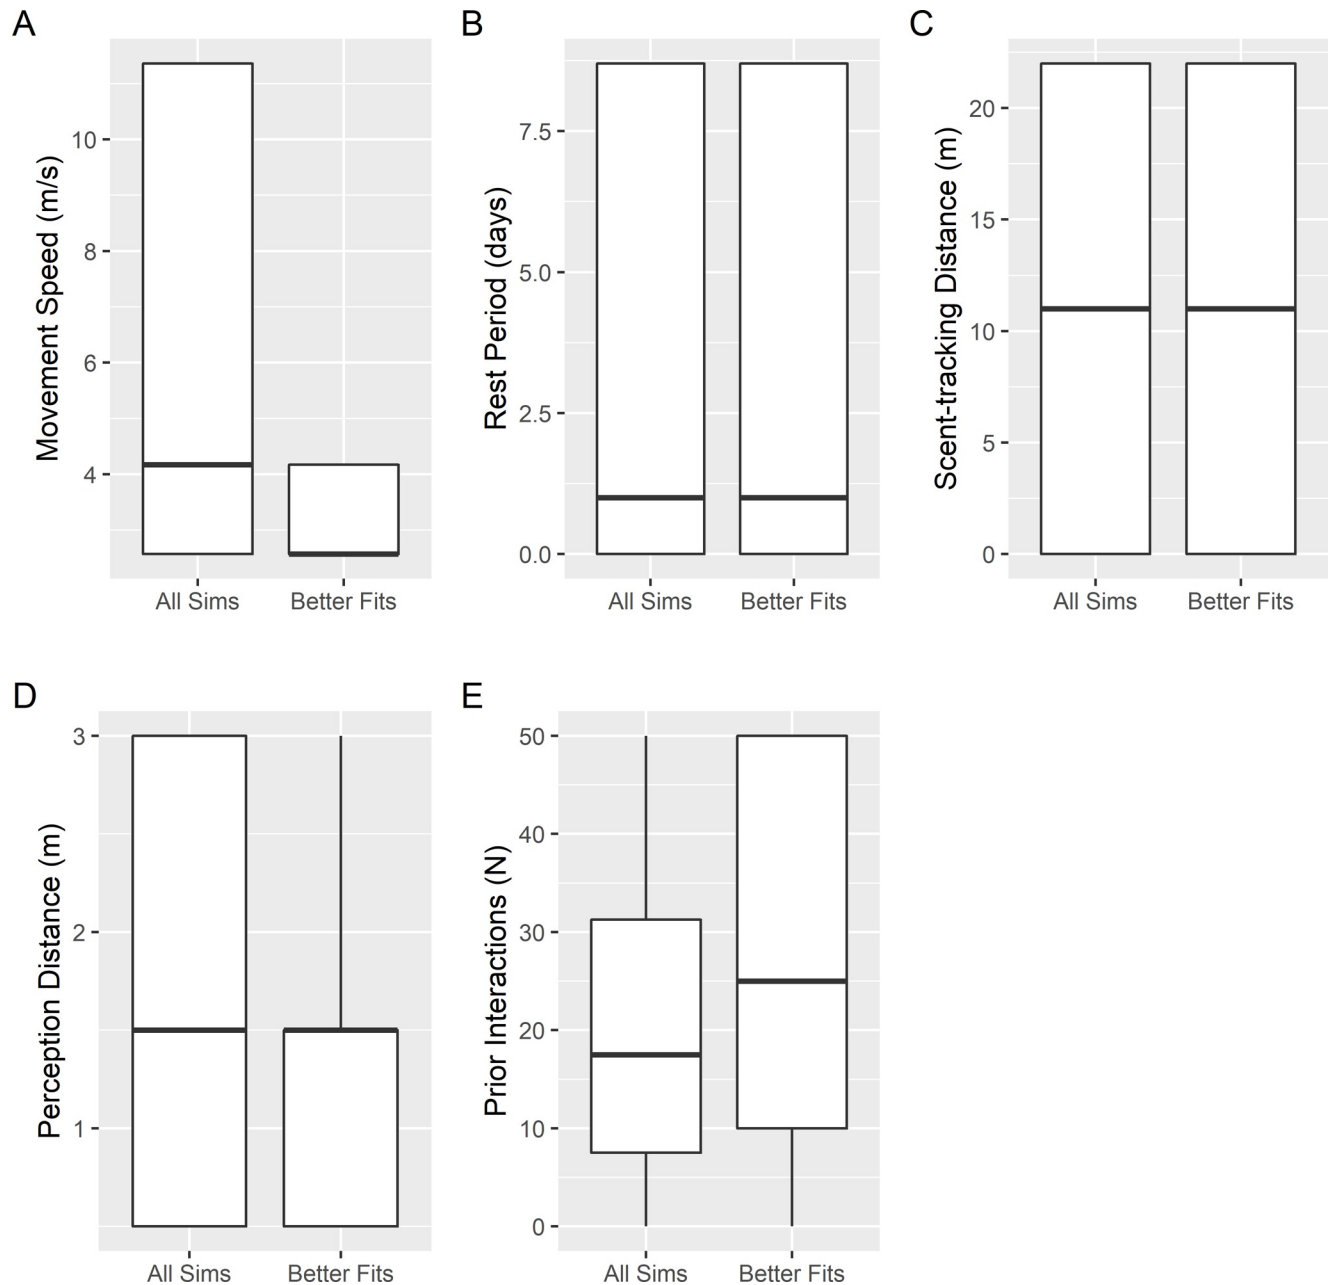 A
Movement Speed (m/s)
10
8
6
4
All Sims
Better Fits
B
Rest Period (days)
7.5
5.0
2.5
0.0
All Sims
Better Fits
C
Scent-tracking Distance (m)
20
15
10
5
0
All Sims
Better Fits
D
Perception Distance (m)
3
2
1
All Sims
Better Fits
E
Prior Interactions (N)
50
40
30
20
10
0
All Sims
Better Fits